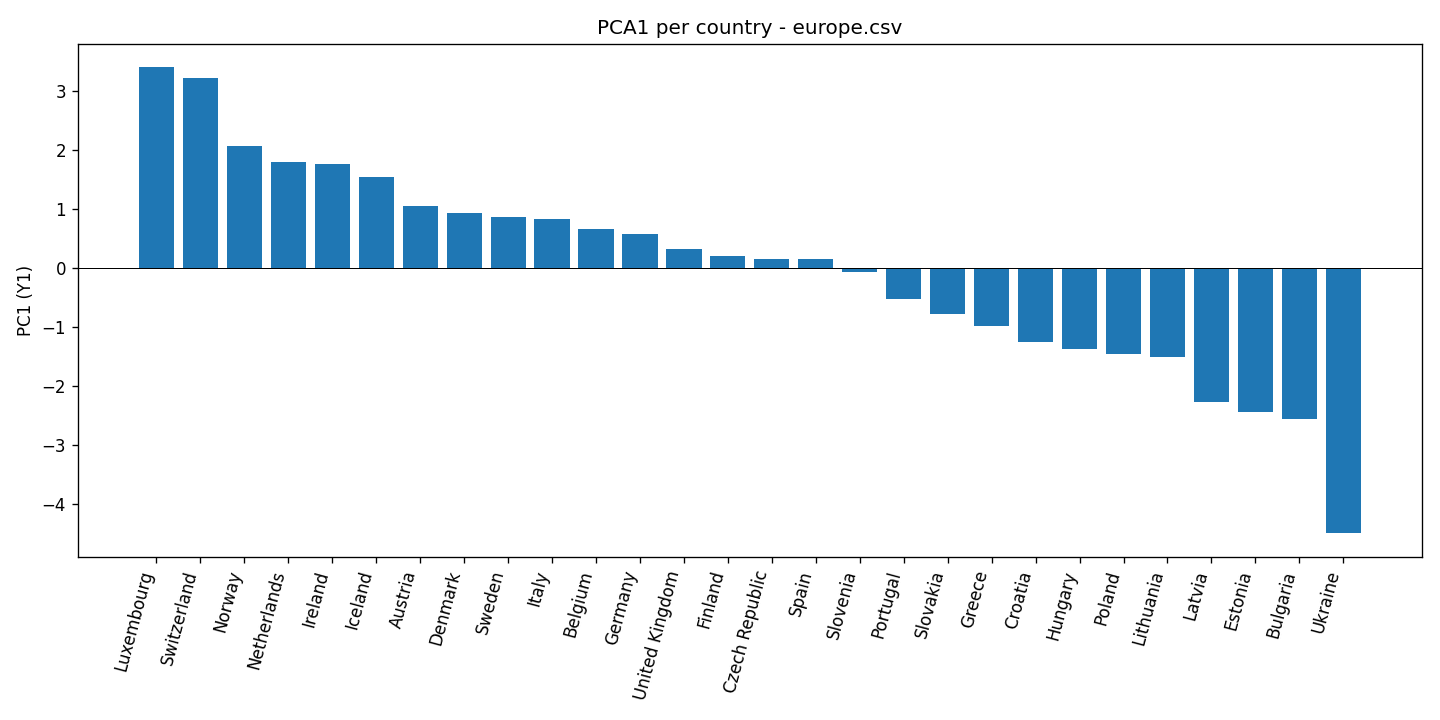 PCA1 per country - europe.csv
PC1 (Y1)
3
2
1
0
−1
−2
−3
−4
Luxembourg
Switzerland
Norway
Netherlands
Ireland
Iceland
Austria
Denmark
Sweden
Italy
Belgium
Germany
United Kingdom
Finland
Czech Republic
Spain
Slovenia
Portugal
Slovakia
Greece
Croatia
Hungary
Poland
Lithuania
Latvia
Estonia
Bulgaria
Ukraine